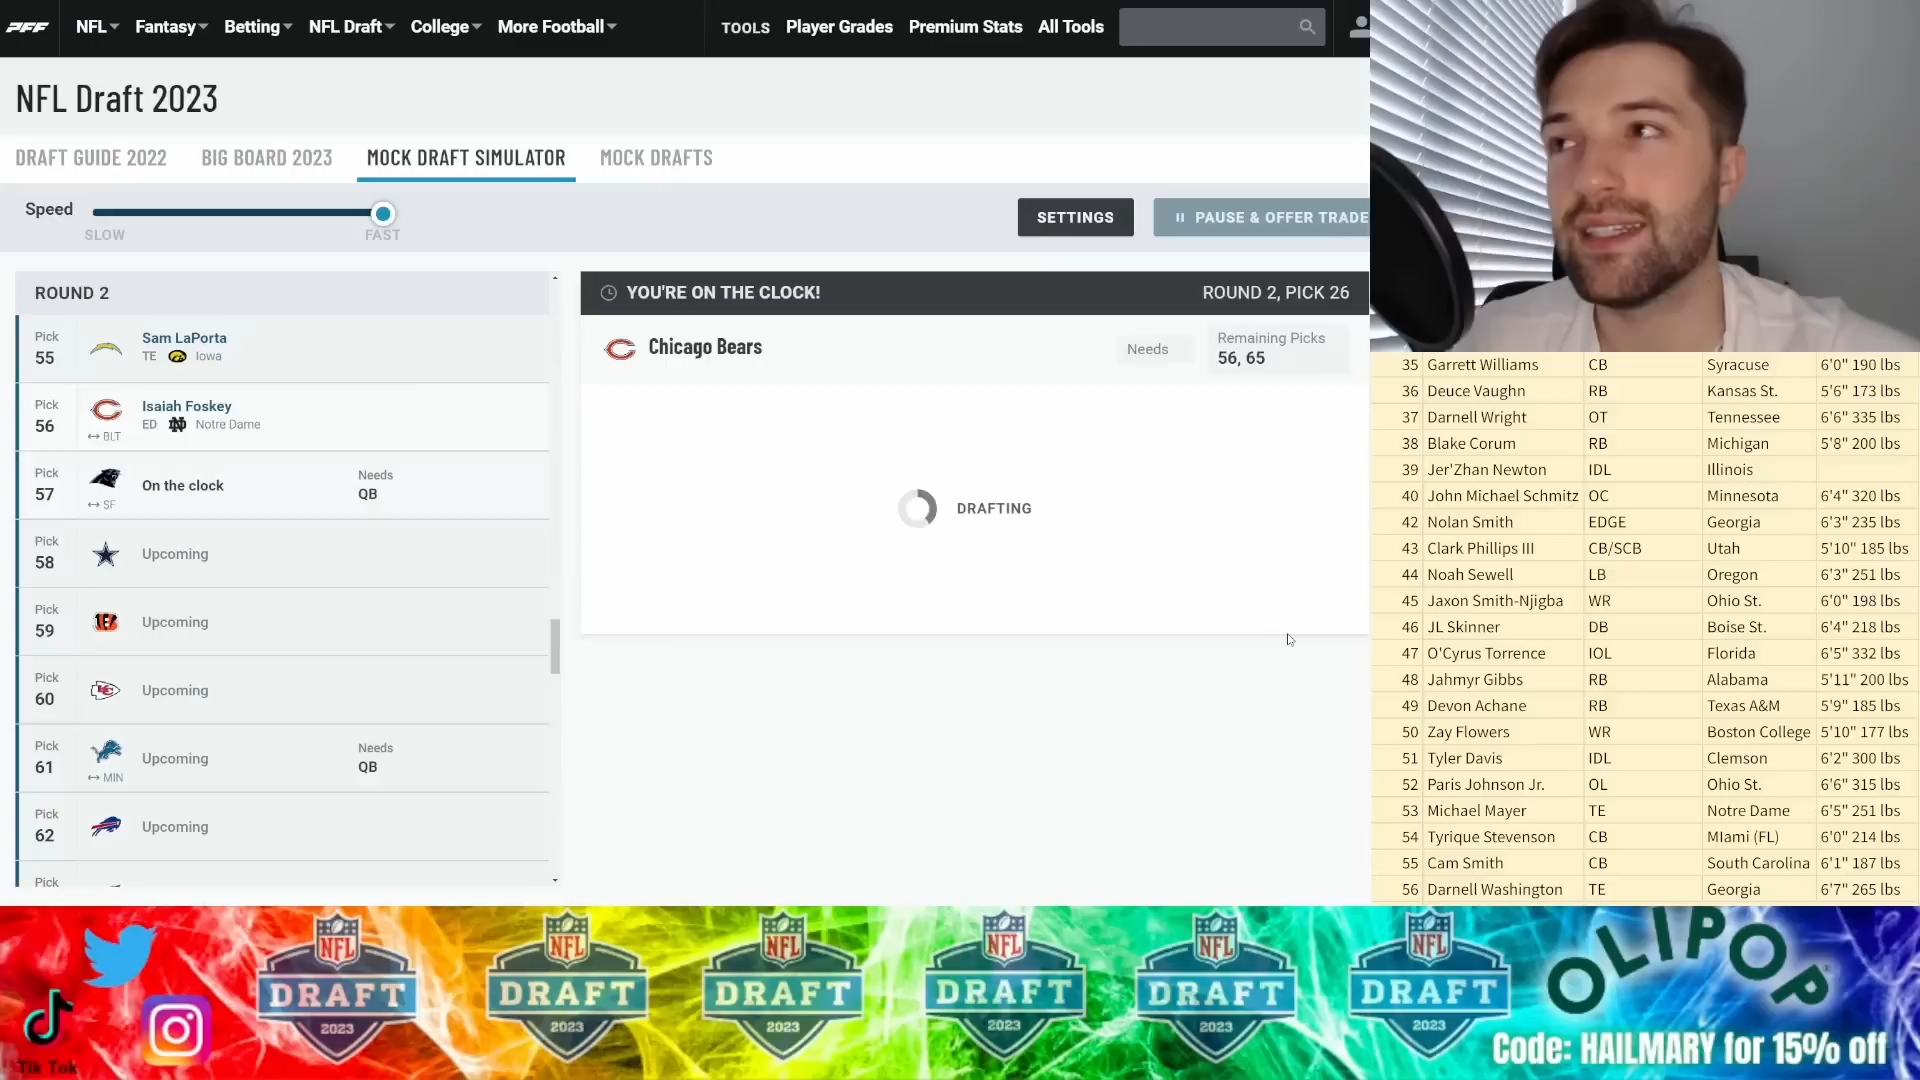 PFF NFL Fantasy Betting NFL Draft College More Football TOOLS Player Grades Premium Stats All Tools
NFL Draft 2023
DRAFT GUIDE 2022 BIG BOARD 2023 MOCK DRAFT SIMULATOR MOCK DRAFTS
Speed
SLOW FAST
SETTINGS PAUSE & OFFER TRADE
ROUND 2
Pick 55 Sam LaPorta
TE Iowa
Pick 56 Isaiah Foskey
ED Notre Dame
↔ BLT
Pick 57 On the clock Needs QB
↔ SF
Pick 58 Upcoming
Pick 59 Upcoming
Pick 60 Upcoming
Pick 61 Upcoming Needs QB
↔ MIN
Pick 62 Upcoming
Pick
YOU'RE ON THE CLOCK! ROUND 2, PICK 26
Chicago Bears Needs Remaining Picks
56, 65
DRAFTING
35 Garrett Williams CB Syracuse 6'0" 190 lbs
36 Deuce Vaughn RB Kansas St. 5'6" 173 lbs
37 Darnell Wright OT Tennessee 6'6" 335 lbs
38 Blake Corum RB Michigan 5'8" 200 lbs
39 Jer'Zhan Newton IDL Illinois
40 John Michael Schmitz OC Minnesota 6'4" 320 lbs
42 Nolan Smith EDGE Georgia 6'3" 235 lbs
43 Clark Phillips III CB/SCB Utah 5'10" 185 lbs
44 Noah Sewell LB Oregon 6'3" 251 lbs
45 Jaxon Smith-Njigba WR Ohio St. 6'0" 198 lbs
46 JL Skinner DB Boise St. 6'4" 218 lbs
47 O'Cyrus Torrence IOL Florida 6'5" 332 lbs
48 Jahmyr Gibbs RB Alabama 5'11" 200 lbs
49 Devon Achane RB Texas A&M 5'9" 185 lbs
50 Zay Flowers WR Boston College 5'10" 177 lbs
51 Tyler Davis IDL Clemson 6'2" 300 lbs
52 Paris Johnson Jr. OL Ohio St. 6'6" 315 lbs
53 Michael Mayer TE Notre Dame 6'5" 251 lbs
54 Tyrique Stevenson CB MIami (FL) 6'0" 214 lbs
55 Cam Smith CB South Carolina 6'1" 187 lbs
56 Darnell Washington TE Georgia 6'7" 265 lbs
NFL NFL NFL NFL NFL NFL
DRAFT DRAFT DRAFT DRAFT DRAFT DRAFT
2023 2023 2023 2023 2023 2023
Tik Tok
OLIPOP
Code: HAILMARY for 15% off